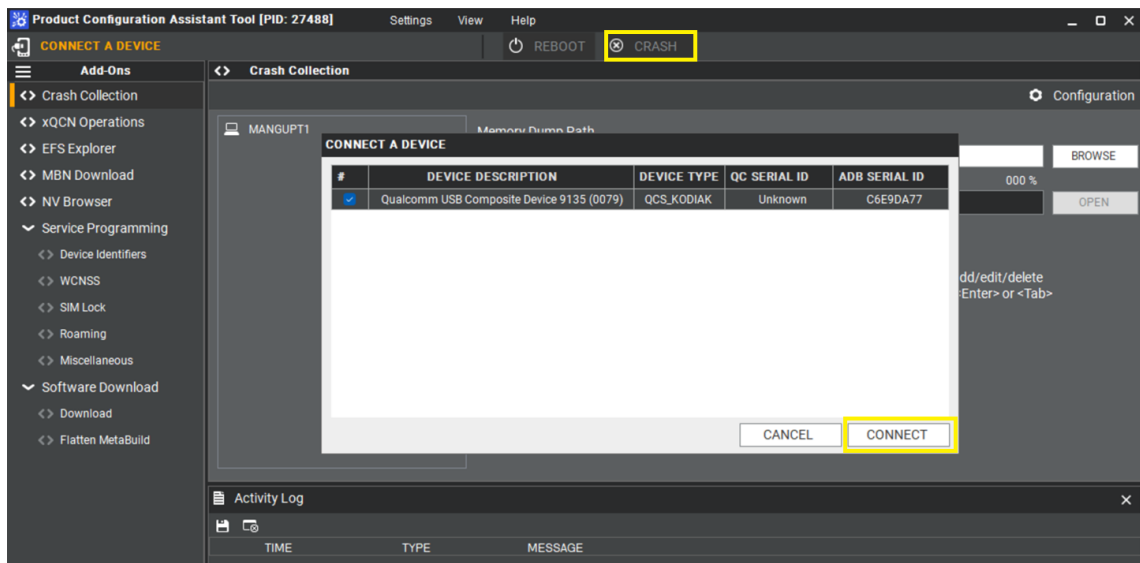 Product Configuration Assistant Tool [PID: 27488] Settings View Help
CONNECT A DEVICE REBOOT CRASH
Add-Ons
Crash Collection
xQCN Operations
EFS Explorer
MBN Download
NV Browser
Service Programming
Device Identifiers
WCNSS
SIM Lock
Roaming
Miscellaneous
Software Download
Download
Flatten MetaBuild
Crash Collection
Configuration
MANGUPT1
Memory Dump Path
BROWSE
000 %
OPEN
dd/edit/delete
<Enter> or <Tab>
CONNECT A DEVICE
# DEVICE DESCRIPTION DEVICE TYPE QC SERIAL ID ADB SERIAL ID
Qualcomm USB Composite Device 9135 (0079) QCS_KODIAK Unknown C6E9DA77
CANCEL CONNECT
Activity Log
TIME TYPE MESSAGE